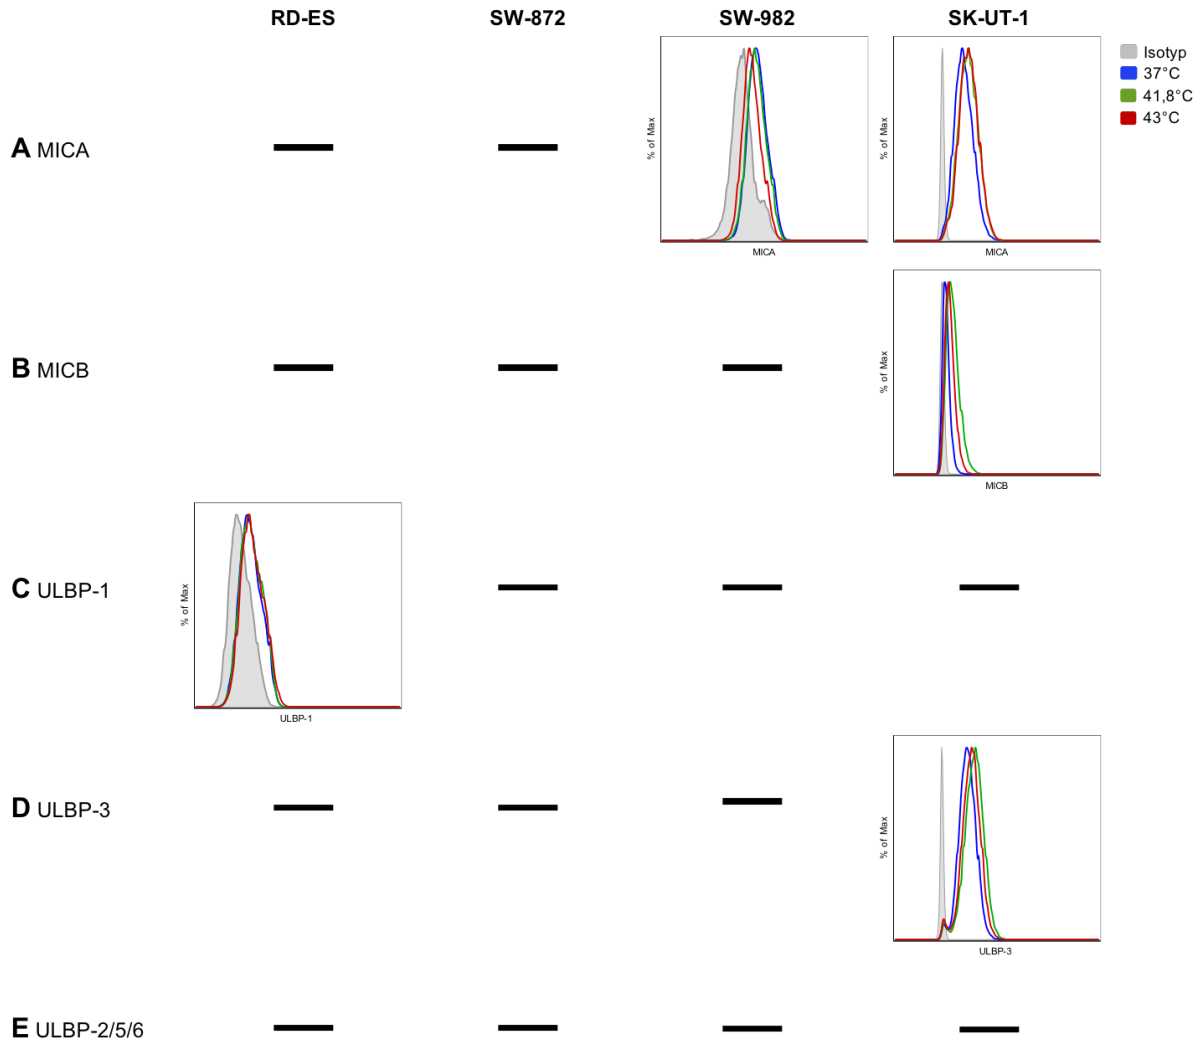 RD-ES SW-872 SW-982 SK-UT-1
Isotyp
37°C
41,8°C
43°C
A MICA
% of Max
MICA
% of Max
MICA
B MICB
% of Max
MICB
C ULBP-1
% of Max
ULBP-1
D ULBP-3
% of Max
ULBP-3
E ULBP-2/5/6